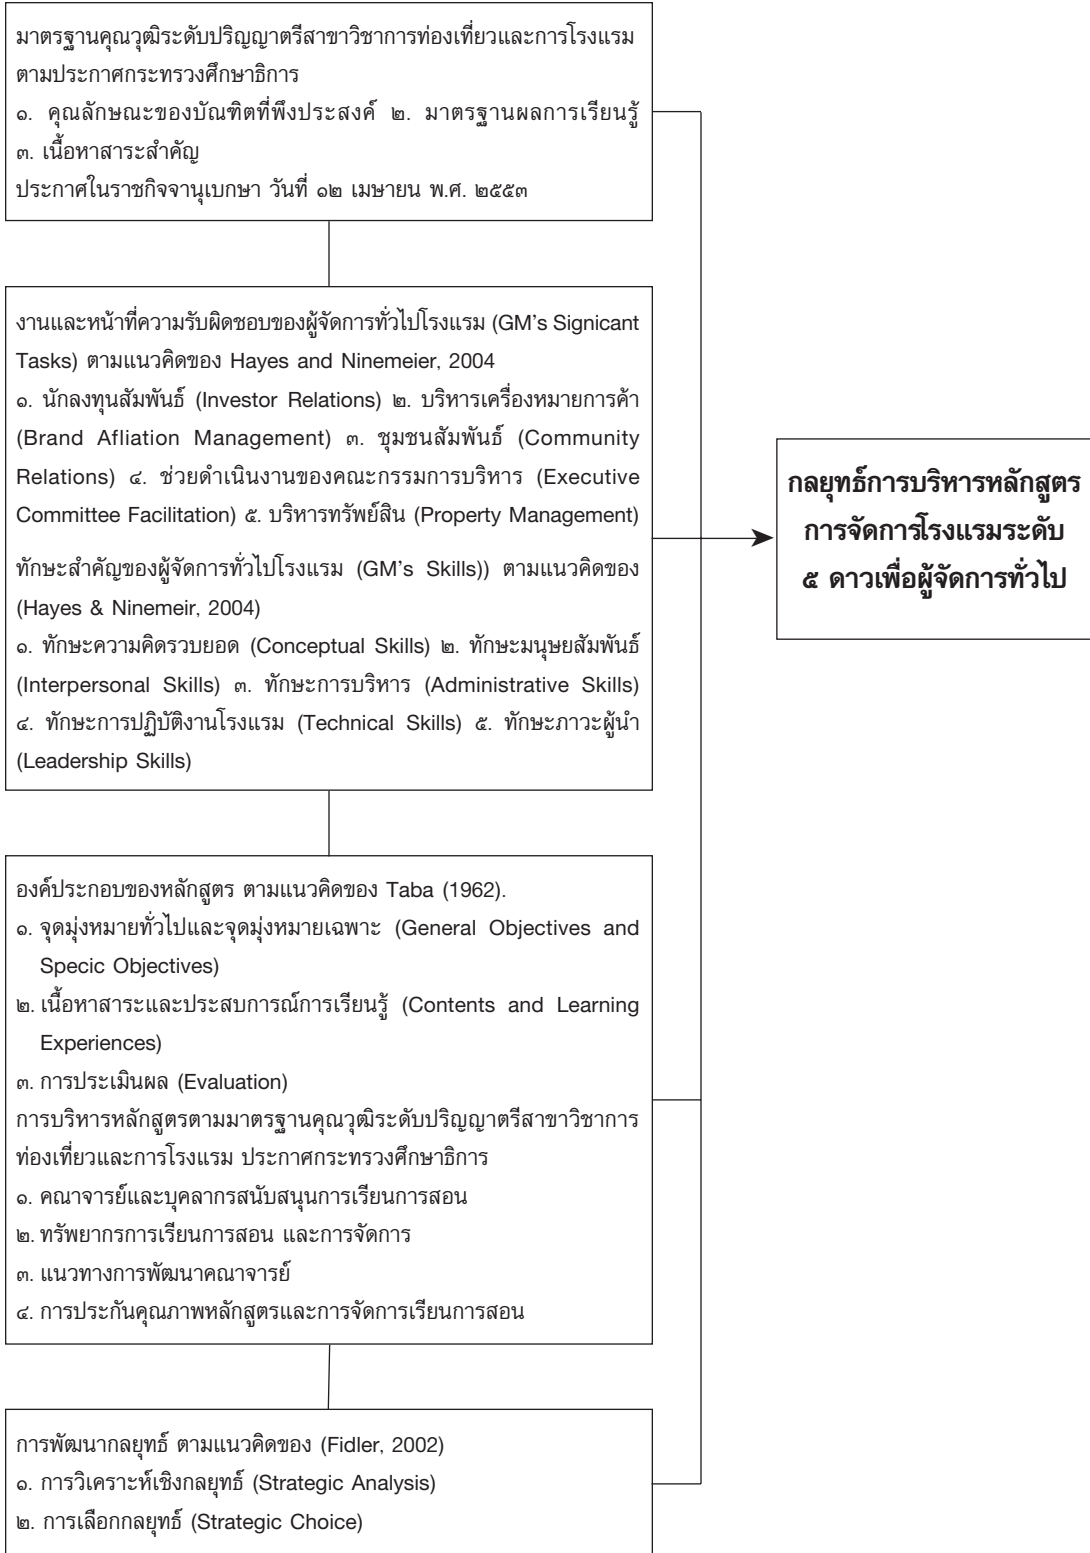 มาตรฐานคุณวุฒิระดับปริญญาตรีสาขาวิชาการท่องเที่ยวและการโรงแรม
ตามประกาศกระทรวงศึกษาธิการ
๑. คุณลักษณะของบัณฑิตที่พึงประสงค์ ๒. มาตรฐานผลการเรียนรู้
๓. เนื้อหาสาระสำคัญ
ประกาศในราชกิจจานุเบกษา วันที่ ๑๒ เมษายน พ.ศ. ๒๕๕๓
งานและหน้าที่ความรับผิดชอบของผู้จัดการทั่วไปโรงแรม (GM's Signicant
Tasks) ตามแนวคิดของ Hayes and Ninemeier, 2004
๑. นักลงทุนสัมพันธ์ (Investor Relations) ๒. บริหารเครื่องหมายการค้า
(Brand Afliation Management) ๓. ชุมชนสัมพันธ์ (Community
Relations) ๔. ช่วยดำเนินงานของคณะกรรมการบริหาร (Executive
Committee Facilitation) ๕. บริหารทรัพย์สิน (Property Management)
ทักษะสำคัญของผู้จัดการทั่วไปโรงแรม (GM's Skills)) ตามแนวคิดของ
(Hayes & Ninemeir, 2004)
๑. ทักษะความคิดรวบยอด (Conceptual Skills) ๒. ทักษะมนุษยสัมพันธ์
(Interpersonal Skills) ๓. ทักษะการบริหาร (Administrative Skills)
๔. ทักษะการปฏิบัติงานโรงแรม (Technical Skills) ๕. ทักษะภาวะผู้นำ
(Leadership Skills)
องค์ประกอบของหลักสูตร ตามแนวคิดของ Taba (1962).
๑. จุดมุ่งหมายทั่วไปและจุดมุ่งหมายเฉพาะ (General Objectives and
Specic Objectives)
๒. เนื้อหาสาระและประสบการณ์การเรียนรู้ (Contents and Learning
Experiences)
๓. การประเมินผล (Evaluation)
การบริหารหลักสูตรตามมาตรฐานคุณวุฒิระดับปริญญาตรีสาขาวิชาการ
ท่องเที่ยวและการโรงแรม ประกาศกระทรวงศึกษาธิการ
๑. คณาจารย์และบุคลากรสนับสนุนการเรียนการสอน
๒. ทรัพยากรการเรียนการสอน และการจัดการ
๓. แนวทางการพัฒนาคณาจารย์
๔. การประกันคุณภาพหลักสูตรและการจัดการเรียนการสอน
การพัฒนากลยุทธ์ ตามแนวคิดของ (Fidler, 2002)
๑. การวิเคราะห์เชิงกลยุทธ์ (Strategic Analysis)
๒. การเลือกกลยุทธ์ (Strategic Choice)
กลยุทธ์การบริหารหลักสูตร
การจัดการโรงแรมระดับ
๕ ดาวเพื่อผู้จัดการทั่วไป